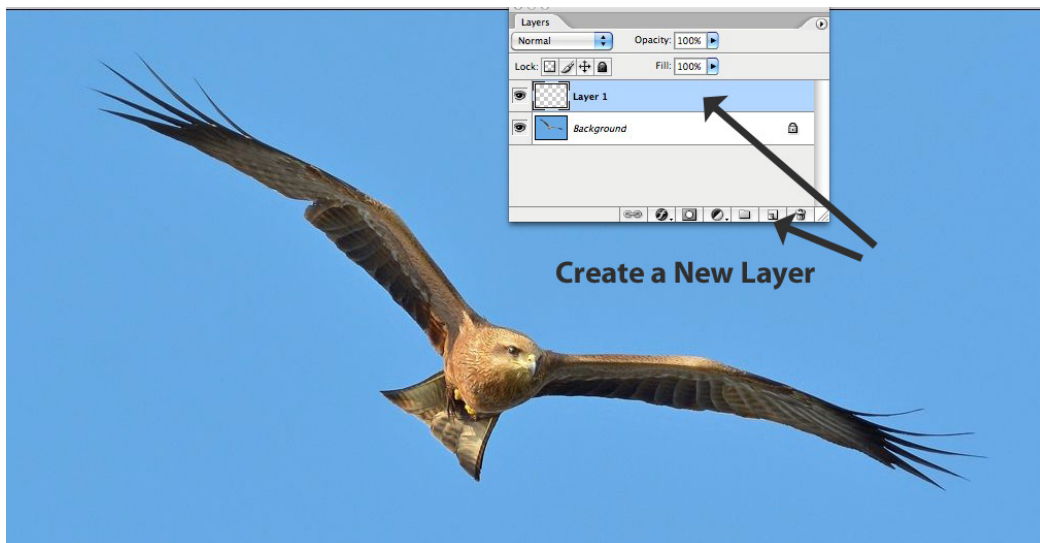 Layers
Normal Opacity: 100%
Lock: Fill: 100%
Layer 1
Background
Create a New Layer